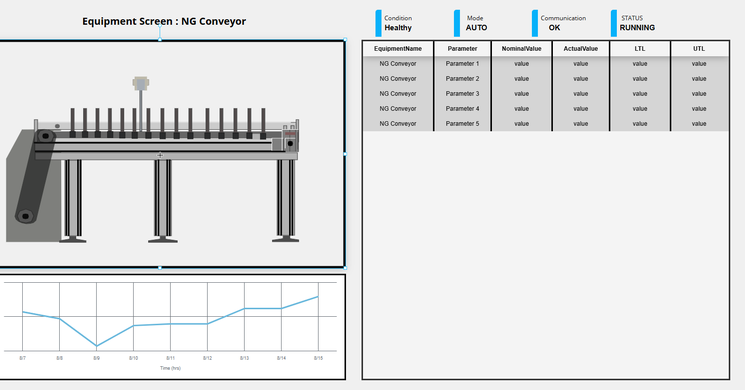 Equipment Screen : NG Conveyor
Condition
Healthy
Mode
AUTO
Communication
OK
STATUS
RUNNING
EquipmentName Parameter NominalValue ActualValue LTL UTL
NG Conveyor Parameter 1 value value value value
NG Conveyor Parameter 2 value value value value
NG Conveyor Parameter 3 value value value value
NG Conveyor Parameter 4 value value value value
NG Conveyor Parameter 5 value value value value
8/7 8/8 8/9 8/10 8/11 8/12 8/13 8/14 8/15
Time (hrs)